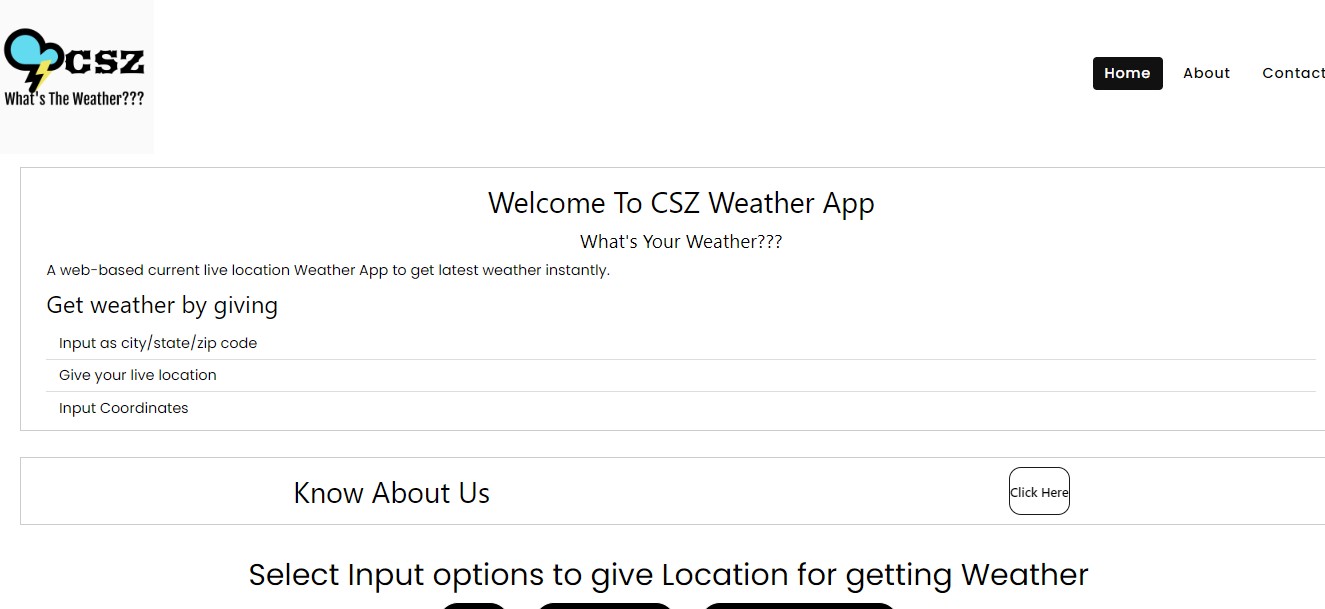 CSZ
What's The Weather???
Home About Contact
Welcome To CSZ Weather App
What's Your Weather???
A web-based current live location Weather App to get latest weather instantly.
Get weather by giving
Input as city/state/zip code
Give your live location
Input Coordinates
Know About Us
Click Here
Select Input options to give Location for getting Weather